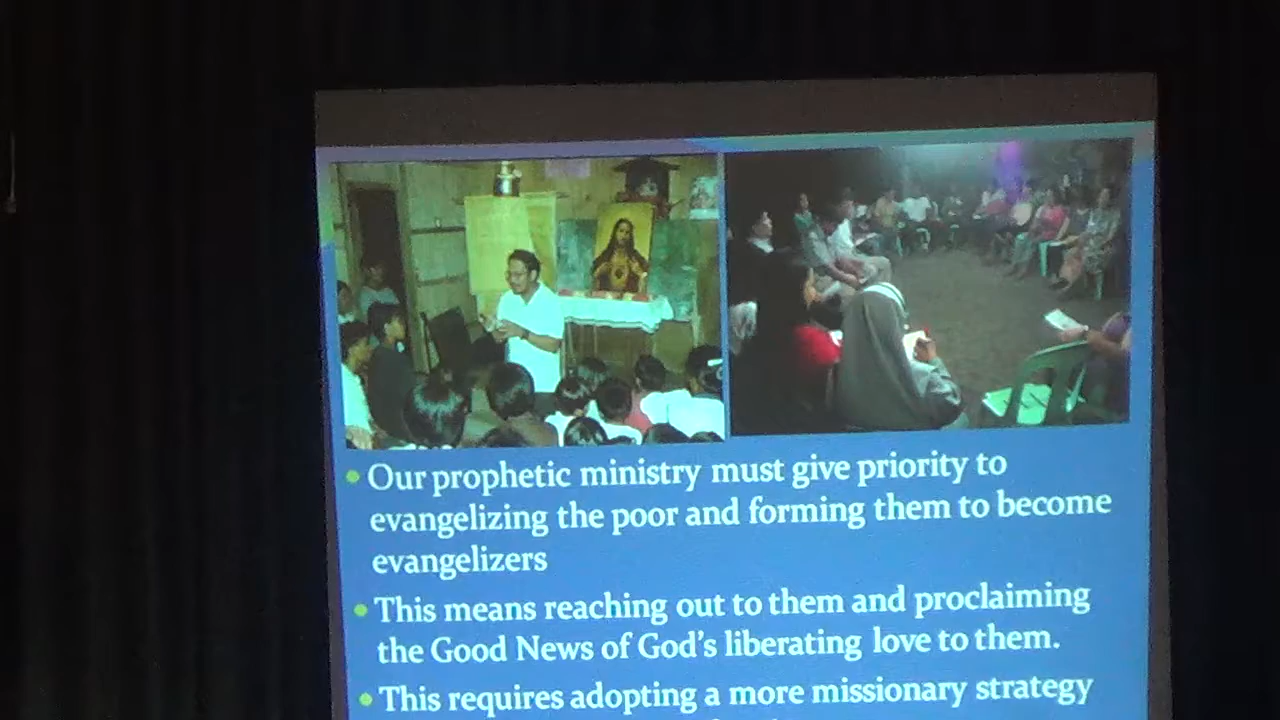 • Our prophetic ministry must give priority to
evangelizing the poor and forming them to become
evangelizers
• This means reaching out to them and proclaiming
the Good News of God's liberating love to them.
• This requires adopting a more missionary strategy